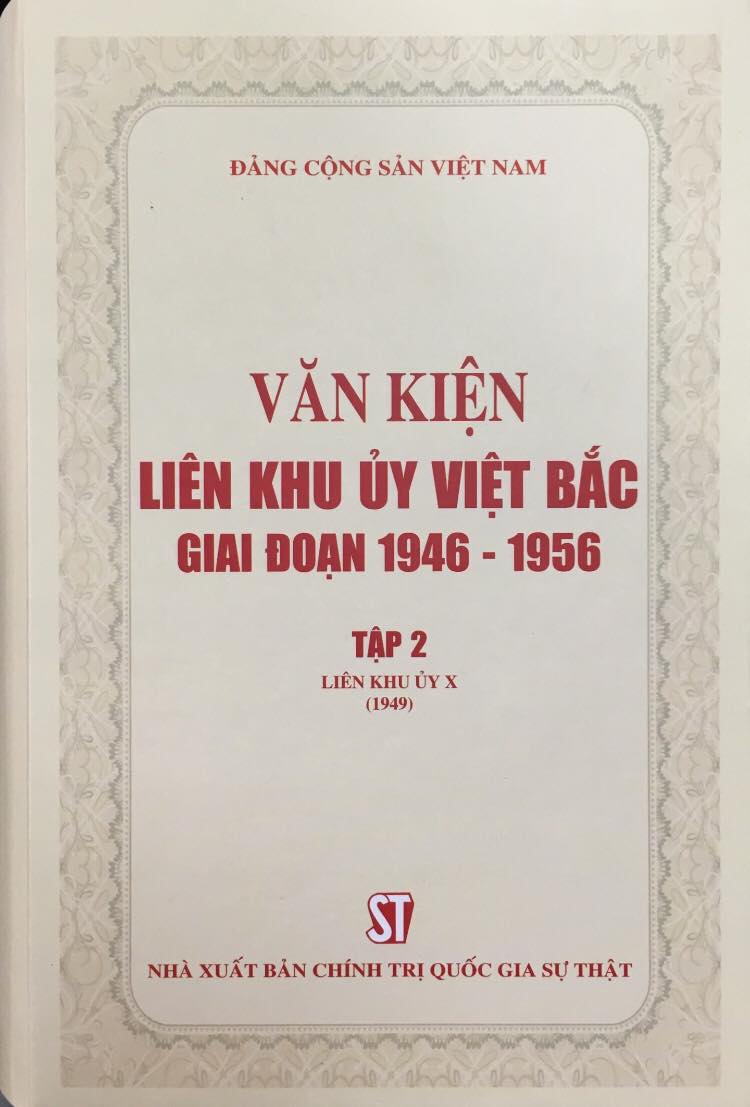 ĐẢNG CỘNG SẢN VIỆT NAM
VĂN KIỆN
LIÊN KHU ỦY VIỆT BẮC
GIAI ĐOẠN 1946 - 1956
TẬP 2
LIÊN KHU ỦY X
(1949)
ST
NHÀ XUẤT BẢN CHÍNH TRỊ QUỐC GIA SỰ THẬT